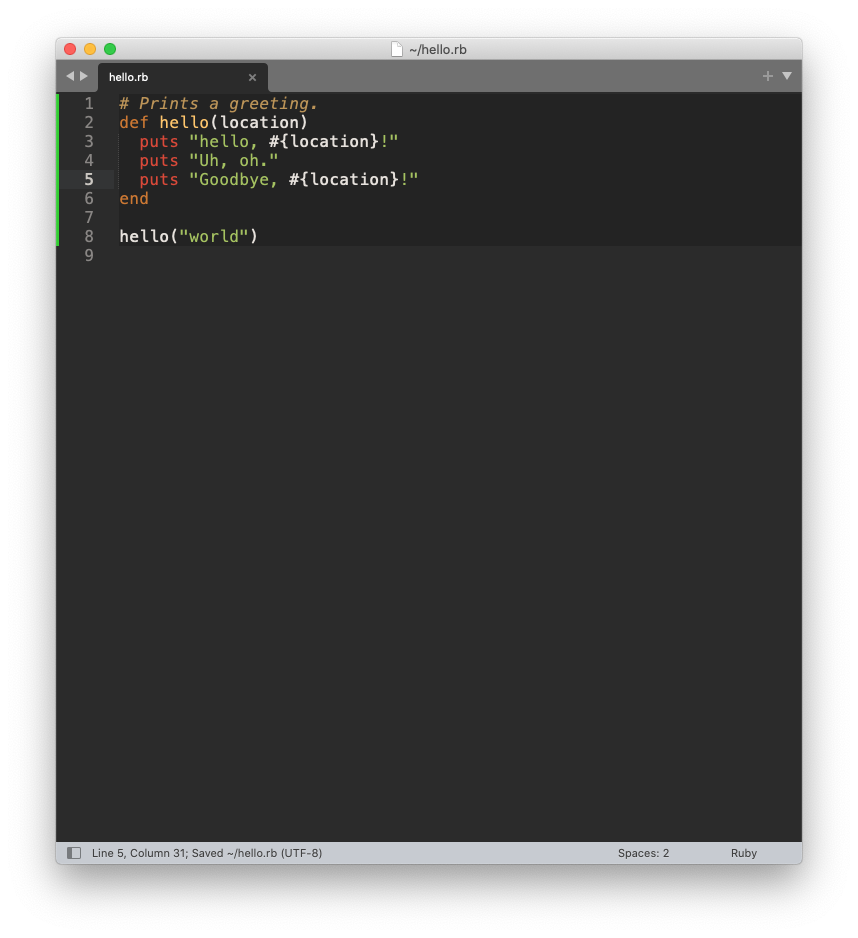 ~/hello.rb
hello.rb
1 # Prints a greeting.
2 def hello(location)
3   puts "hello, #{location}!"
4   puts "Uh, oh."
5   puts "Goodbye, #{location}!"
6 end
7
8 hello("world")
9
Line 5, Column 31; Saved ~/hello.rb (UTF-8) Spaces: 2 Ruby